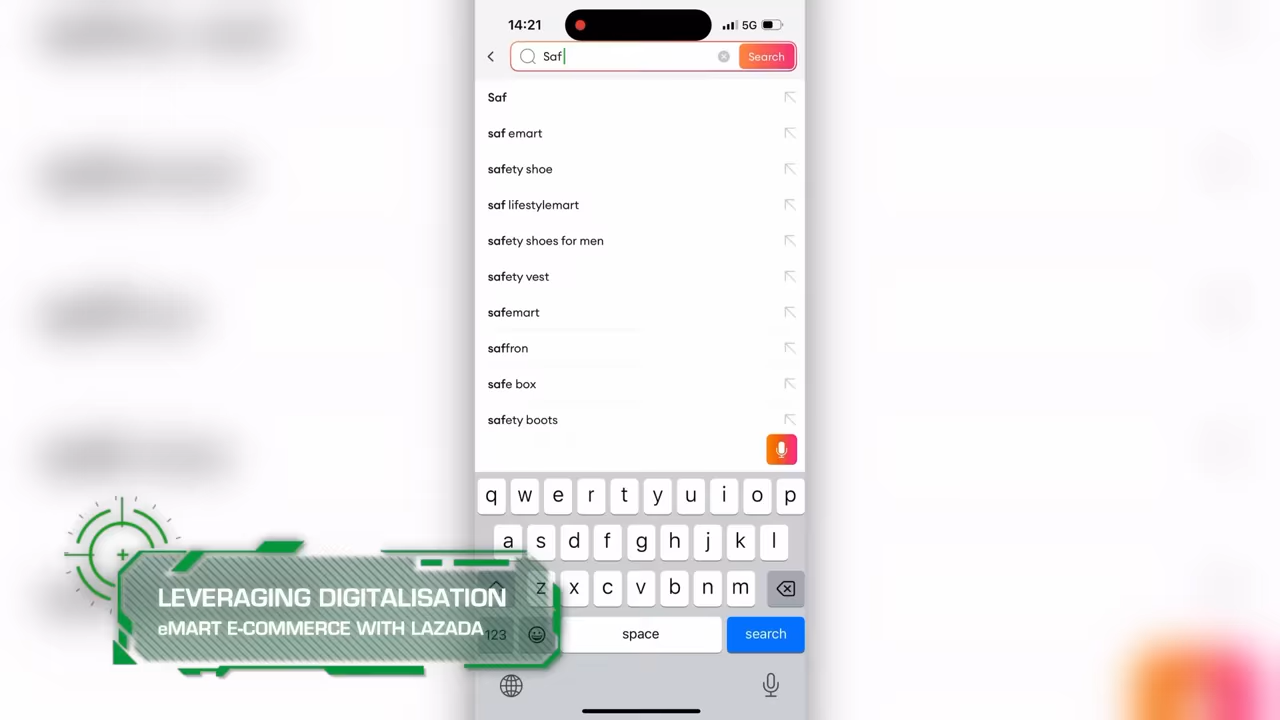 14:21
5G
Saf
Search
Saf
saf emart
safety shoe
saf lifestylemart
safety shoes for men
safety vest
safemart
saffron
safe box
safety boots
q w e r t y u i o p
a s d f g h j k l
z x c v b n m
123
space
search
LEVERAGING DIGITALISATION
eMART E-COMMERCE WITH LAZADA